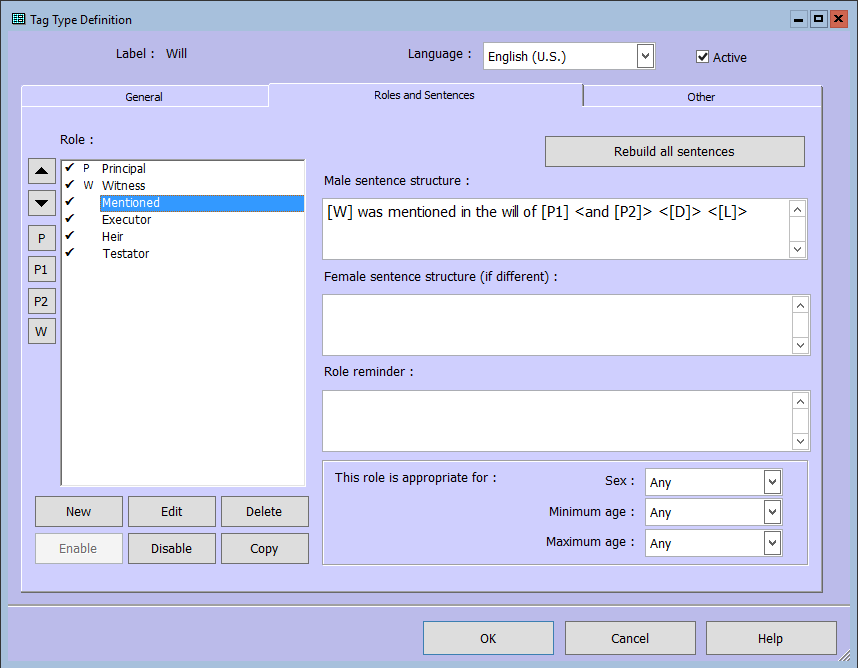 Tag Type Definition
Label : Will
Language : English (U.S.)
Active
General
Roles and Sentences
Other
Role :
Rebuild all sentences
P Principal
W Witness
Mentioned
Executor
Heir
Testator
P
P1
P2
W
Male sentence structure :
[W] was mentioned in the will of [P1] <and [P2]> <[D]> <[L]>
Female sentence structure (if different) :
Role reminder :
This role is appropriate for :
Sex : Any
Minimum age : Any
Maximum age : Any
New Edit Delete
Enable Disable Copy
OK Cancel Help